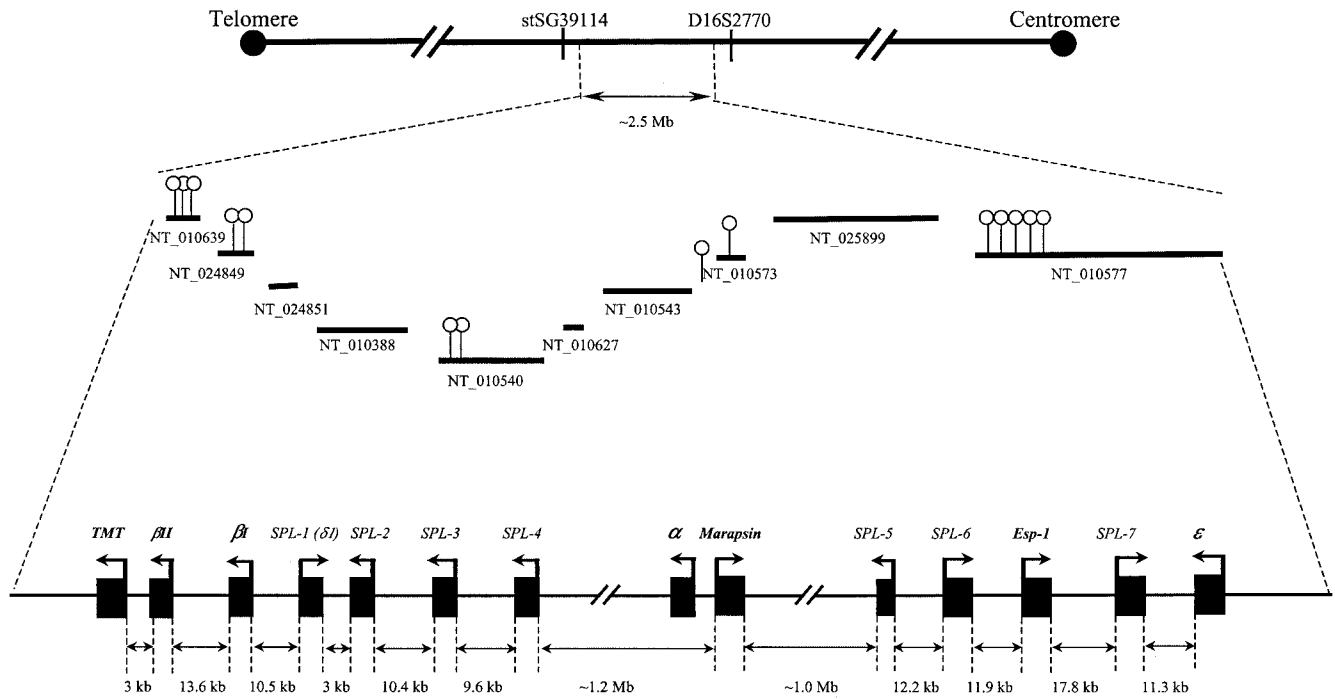 Telomere stSG39114 D16S2770 Centromere
~2.5 Mb
NT_010639
NT_024849
NT_024851
NT_010388
NT_010540
NT_010627
NT_010543
NT_010573
NT_025899
NT_010577
TMT βII βI SPL-1 (δI) SPL-2 SPL-3 SPL-4 α Marapsin SPL-5 SPL-6 Esp-1 SPL-7 ε
3 kb 13.6 kb 10.5 kb 3 kb 10.4 kb 9.6 kb ~1.2 Mb ~1.0 Mb 12.2 kb 11.9 kb 17.8 kb 11.3 kb